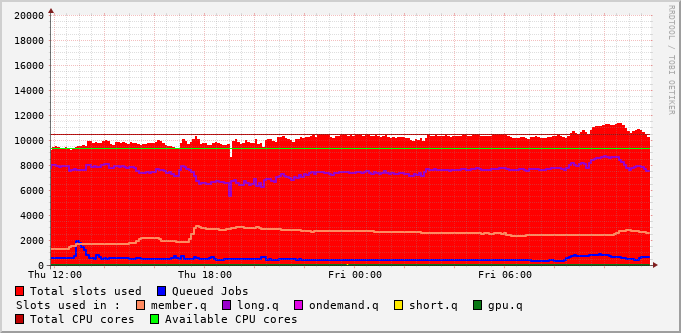 20000
18000
16000
14000
12000
10000
8000
6000
4000
2000
0
Thu 12:00 Thu 18:00 Fri 00:00 Fri 06:00
RRDTOOL / TOBI OETIKER
Total slots used Queued Jobs
Slots used in : member.q long.q ondemand.q short.q gpu.q
Total CPU cores Available CPU cores